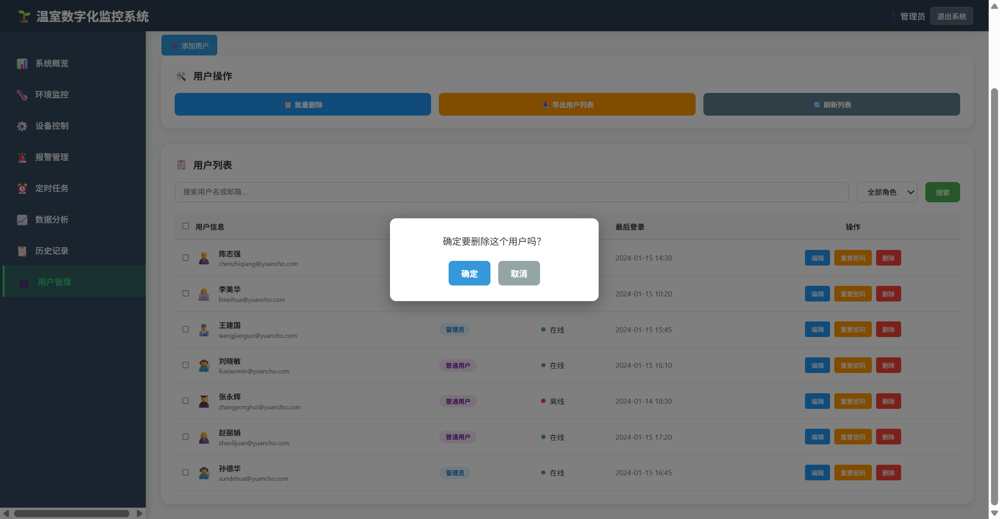 温室数字化监控系统
管理员
退出系统
系统概览
环境监控
设备控制
报警管理
定时任务
数据分析
历史记录
用户管理
添加用户
用户操作
批量删除
导出用户列表
刷新列表
用户列表
搜索用户名或邮箱...
全部角色
搜索
用户信息
最后登录
操作
确定要删除这个用户吗？
确定
取消
陈志强
chenzhiqiang@yuancho.com
2024-01-15 14:30
编辑
重置密码
删除
李美华
limeihua@yuancho.com
2024-01-15 10:20
编辑
重置密码
删除
王建国
wangjianguo@yuancho.com
管理员
在线
2024-01-15 15:45
编辑
重置密码
删除
刘晓敏
liuxiaomin@yuancho.com
普通用户
在线
2024-01-15 16:10
编辑
重置密码
删除
张永辉
zhangyonghui@yuancho.com
普通用户
离线
2024-01-14 18:30
编辑
重置密码
删除
赵丽娟
zhaolijuan@yuancho.com
普通用户
在线
2024-01-15 17:20
编辑
重置密码
删除
孙德华
sundehua@yuancho.com
管理员
在线
2024-01-15 16:45
编辑
重置密码
删除